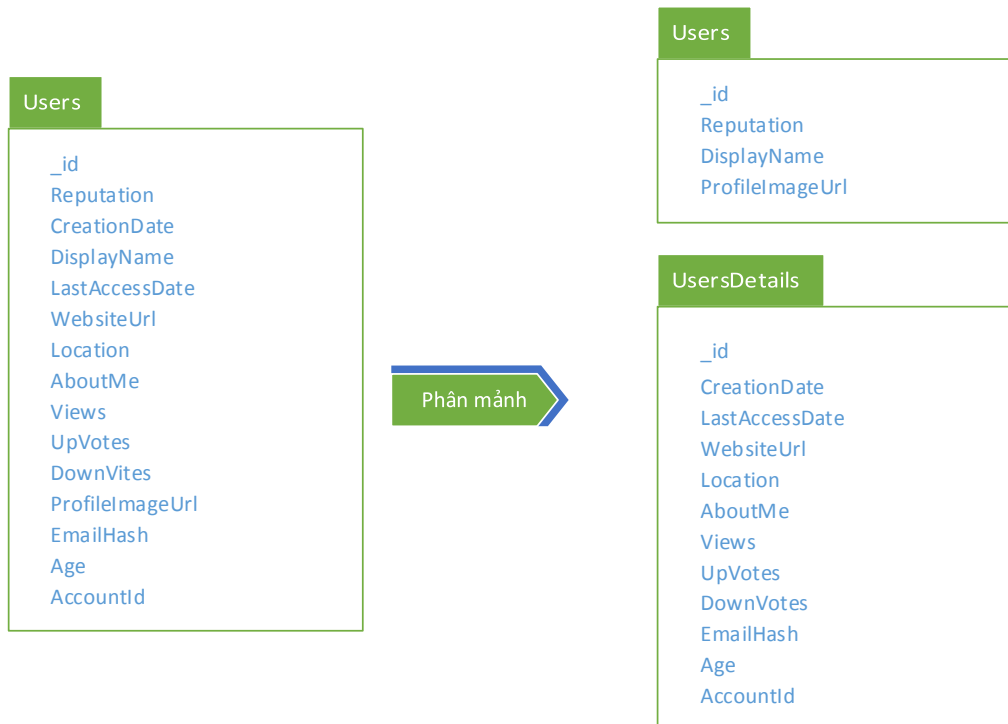 Users
_id
Reputation
CreationDate
DisplayName
LastAccessDate
WebsiteUrl
Location
AboutMe
Views
UpVotes
DownVites
ProfileImageUrl
EmailHash
Age
AccountId
Phân mảnh
Users
_id
Reputation
DisplayName
ProfileImageUrl
UsersDetails
_id
CreationDate
LastAccessDate
WebsiteUrl
Location
AboutMe
Views
UpVotes
DownVotes
EmailHash
Age
AccountId